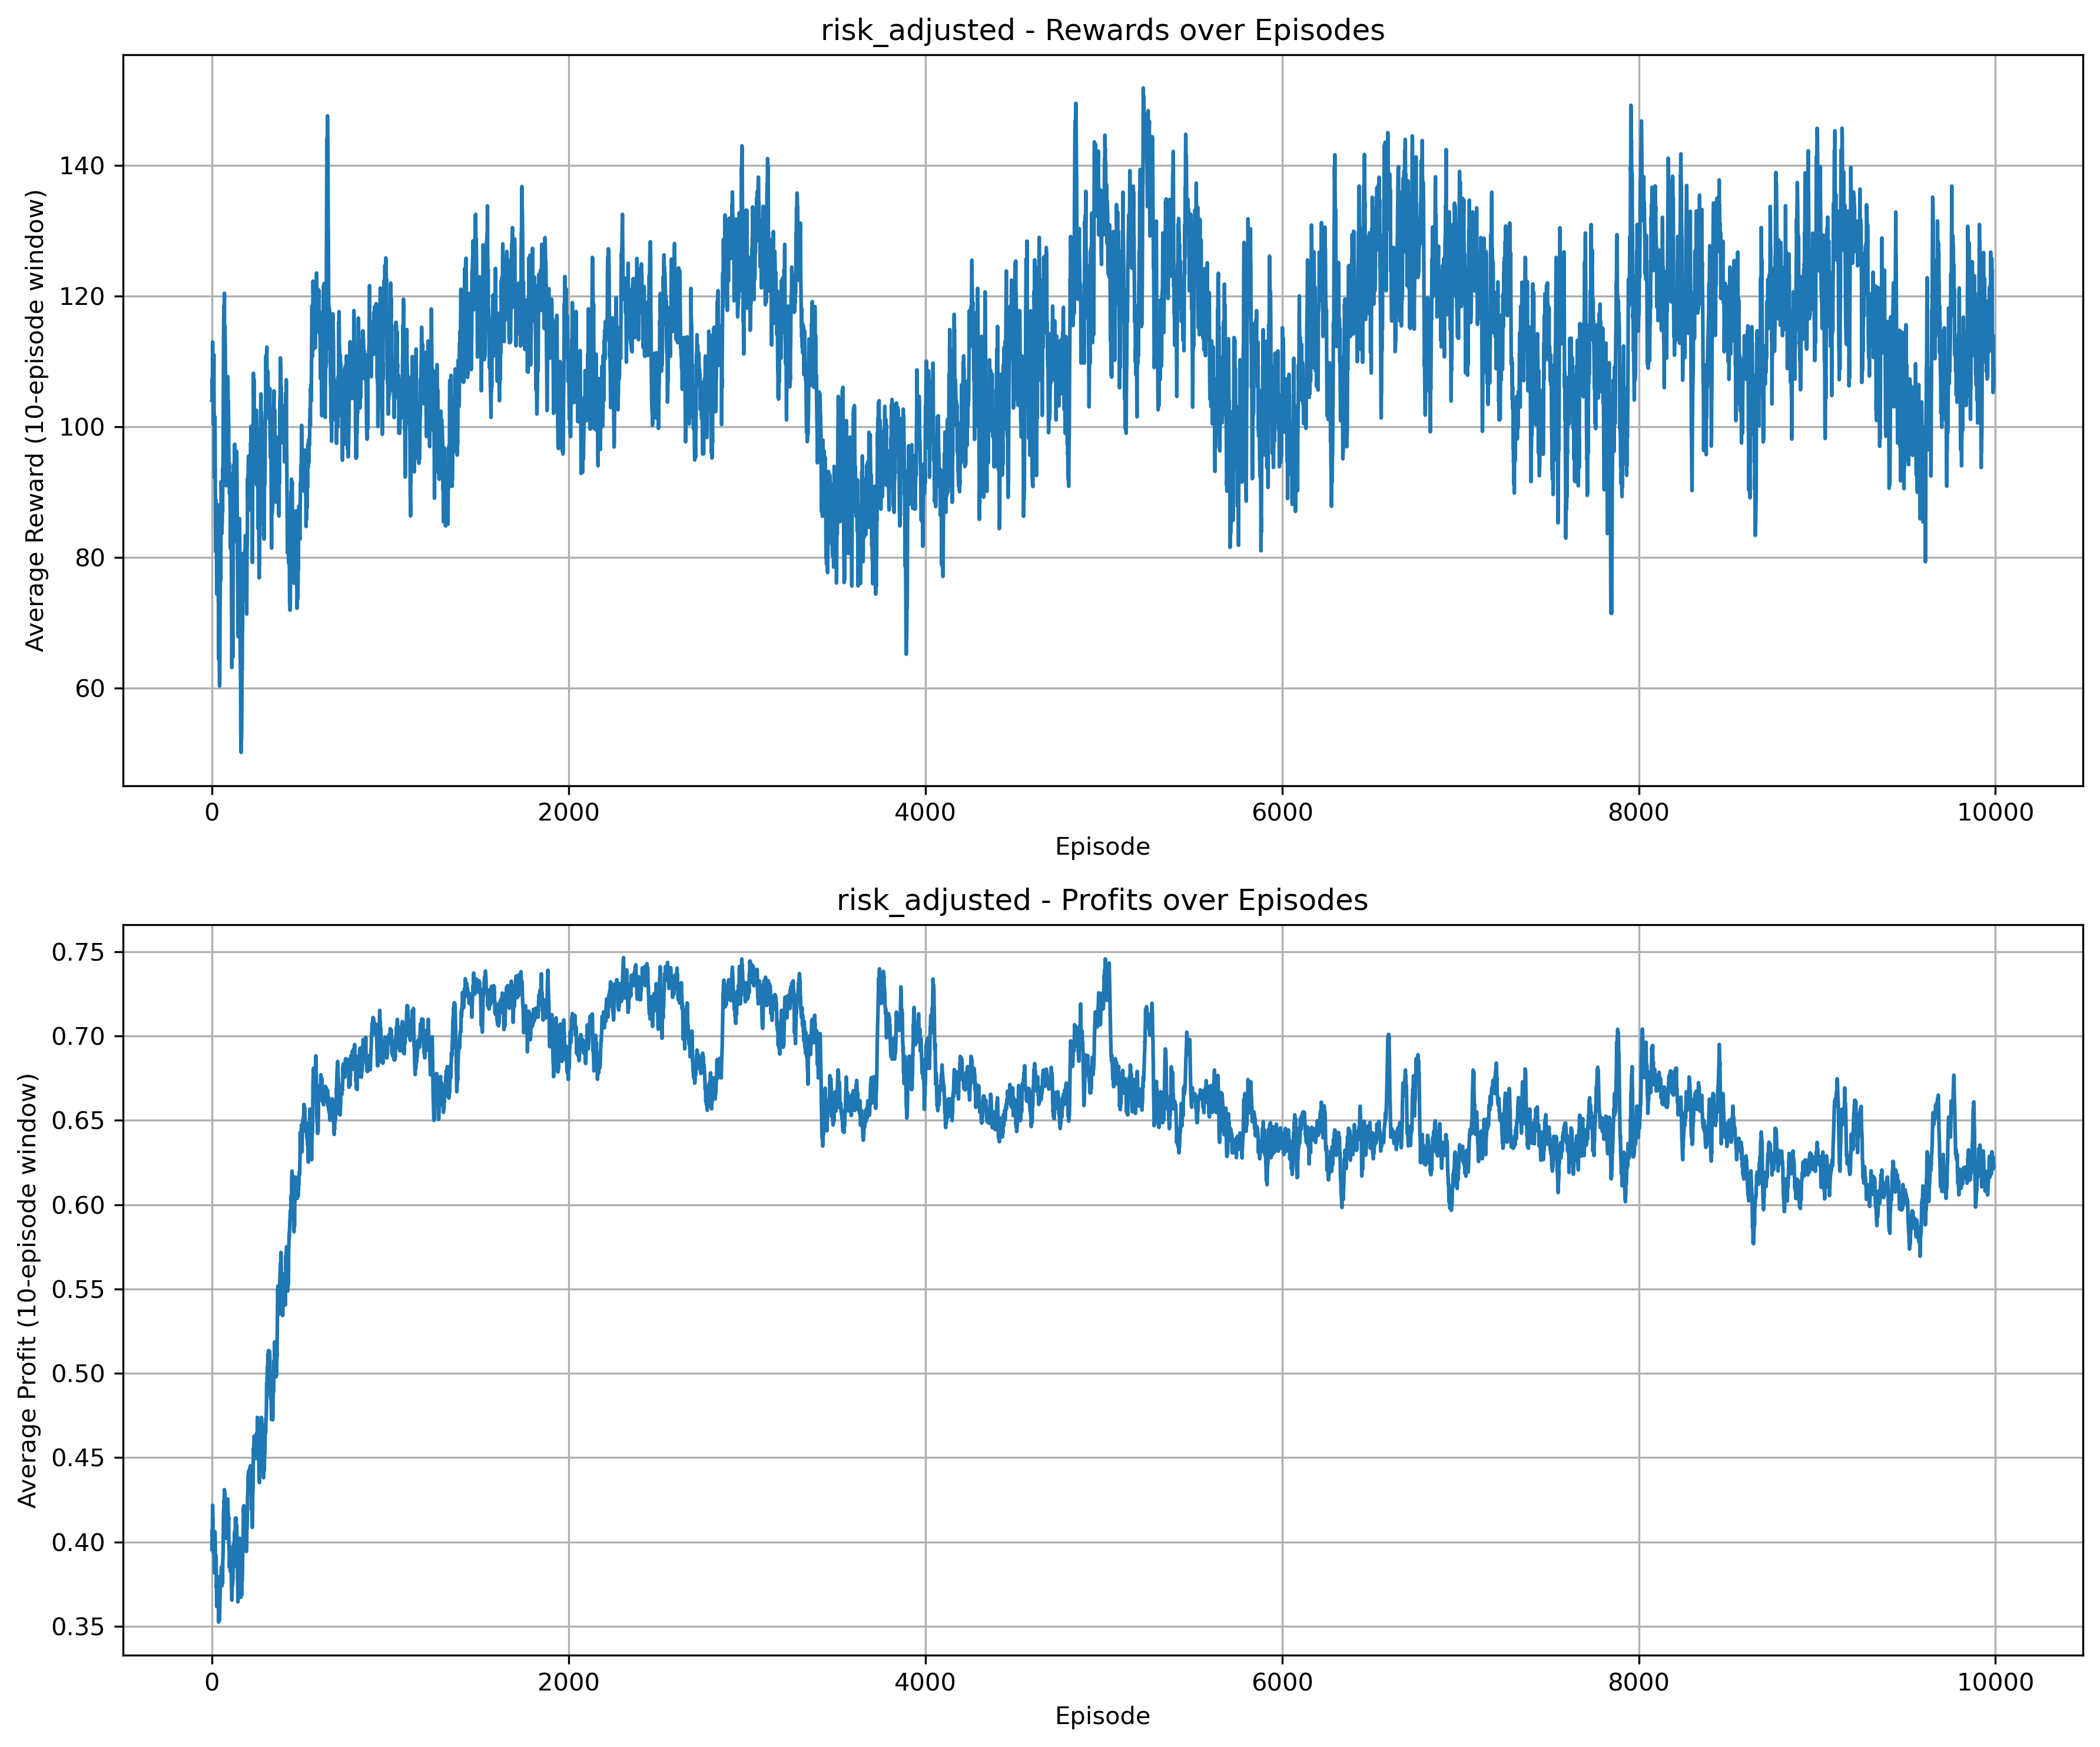 risk_adjusted - Rewards over Episodes
Average Reward (10-episode window)
140
120
100
80
60
0 2000 4000 6000 8000 10000
Episode
risk_adjusted - Profits over Episodes
Average Profit (10-episode window)
0.75
0.70
0.65
0.60
0.55
0.50
0.45
0.40
0.35
0 2000 4000 6000 8000 10000
Episode